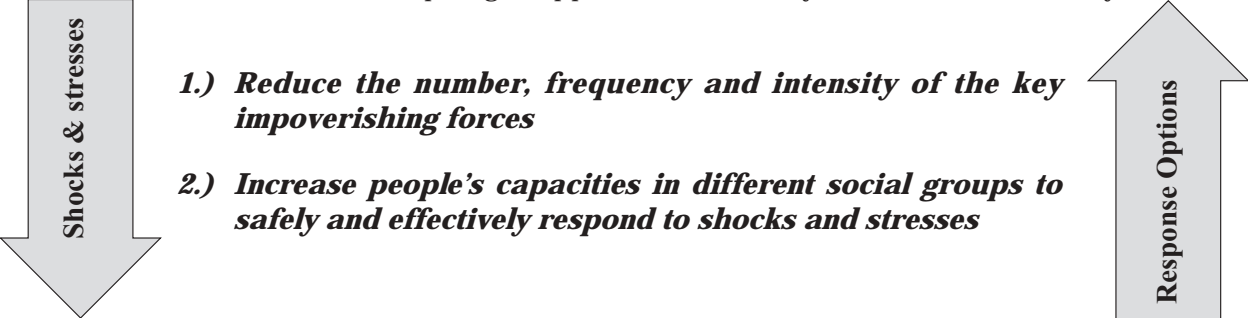 Shocks & stresses
1.) Reduce the number, frequency and intensity of the key
impoverishing forces
2.) Increase people's capacities in different social groups to
safely and effectively respond to shocks and stresses
Response Options